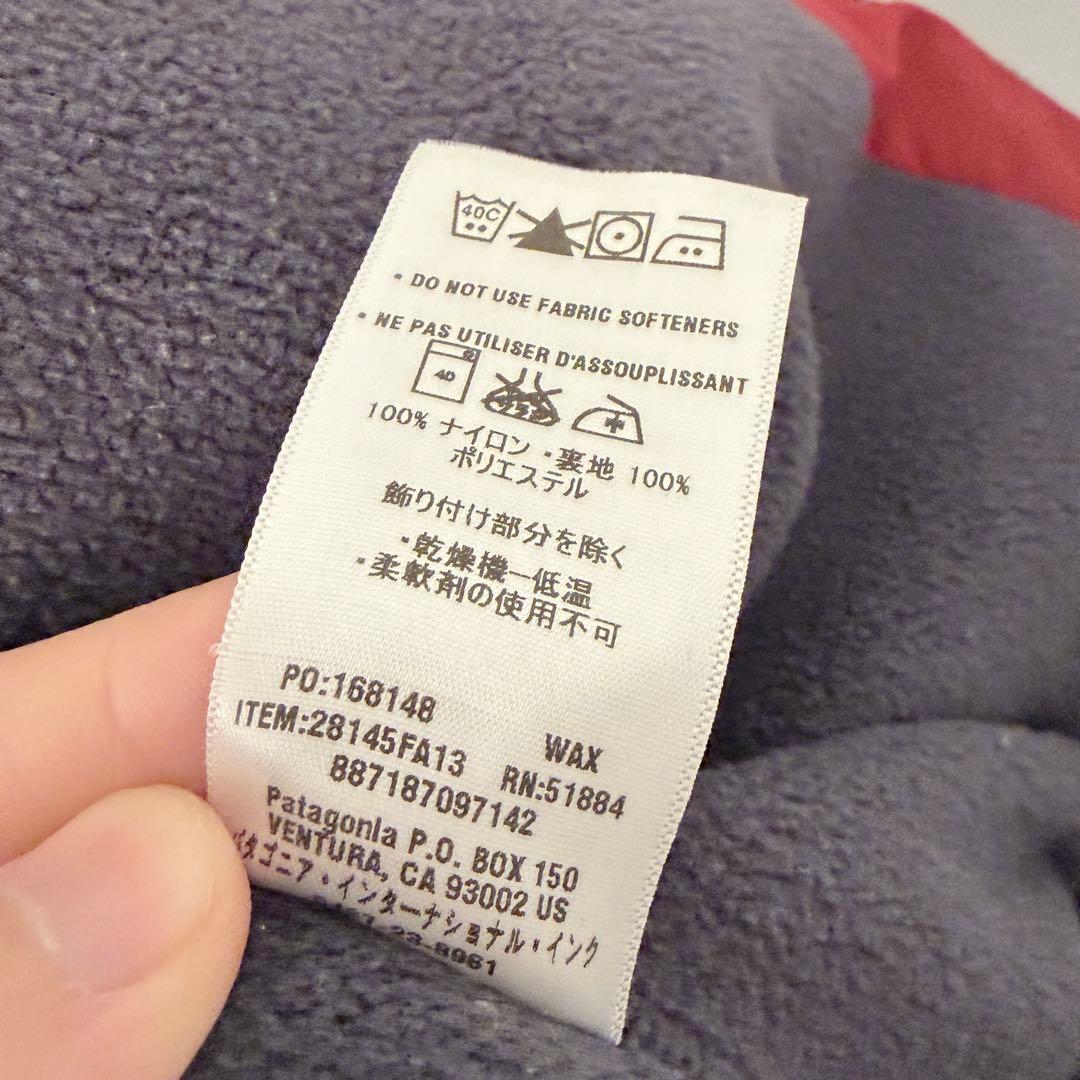 40C
• DO NOT USE FABRIC SOFTENERS
• NE PAS UTILISER D'ASSOUPLISSANT
40
中
100% ナイロン・裏地 100%
ポリエステル
飾り付け部分を除く
・乾燥機ー低温
・柔軟剤の使用不可
PO:168148
ITEM:28145FA13 WAX
887187097142 RN:51884
Patagonia P.O. BOX 150
VENTURA, CA 93002 US
パタゴニア・インターナショナル・インク
23-8961